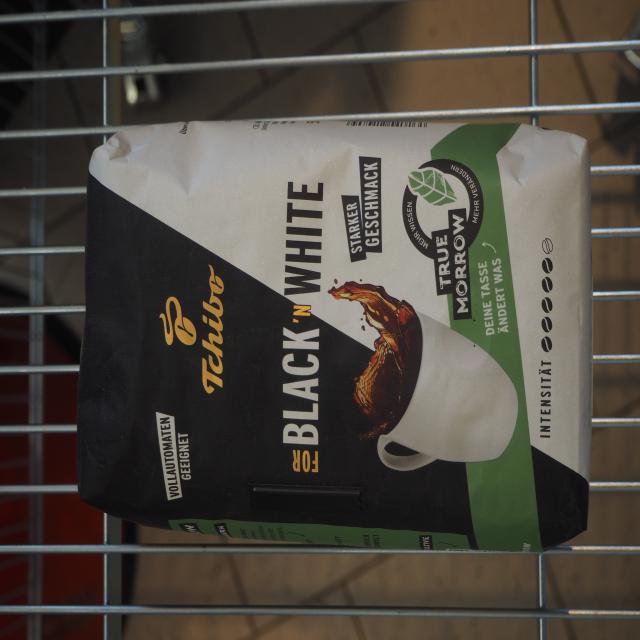 Tchibo
FOR BLACK 'N WHITE
STARKER
GESCHMACK
MEHR WISSEN
MEHR VERÄNDERN
TRUE
MORROW
DEINE TASSE
ÄNDERT WAS
VOLLAUTOMATEN
GEEIGNET
INTENSITÄT